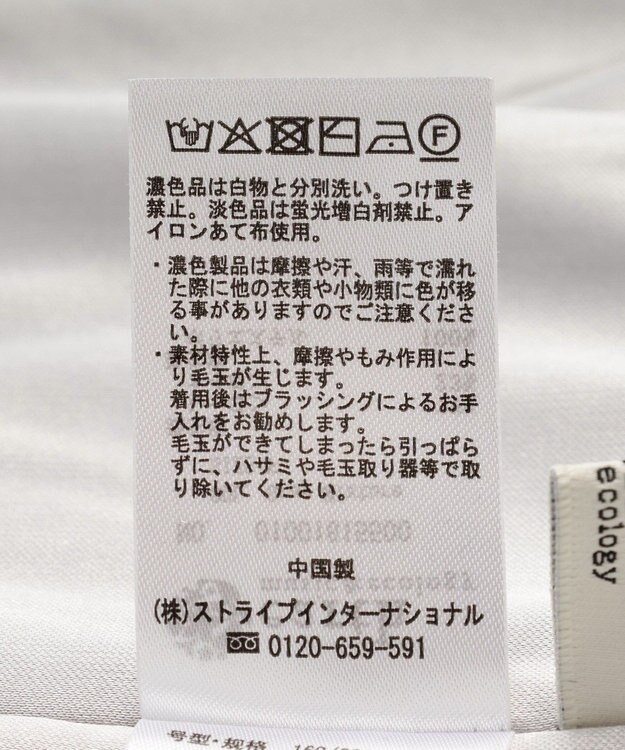 濃色品は白物と分別洗い。つけ置き
禁止。淡色品は蛍光増白剤禁止。ア
イロンあて布使用。
・濃色製品は摩擦や汗、雨等で濡れ
た際に他の衣類や小物類に色が移
る事がありますのでご注意くださ
い。
・素材特性上、摩擦やもみ作用によ
り毛玉が生じます。
着用後はブラッシングによるお手
入れをお勧めします。
毛玉ができてしまったら引っぱら
ずに、ハサミや毛玉取り器等で取
り除いてください。
中国製
(株)ストライプインターナショナル
0120-659-591
号型・规格
ecology